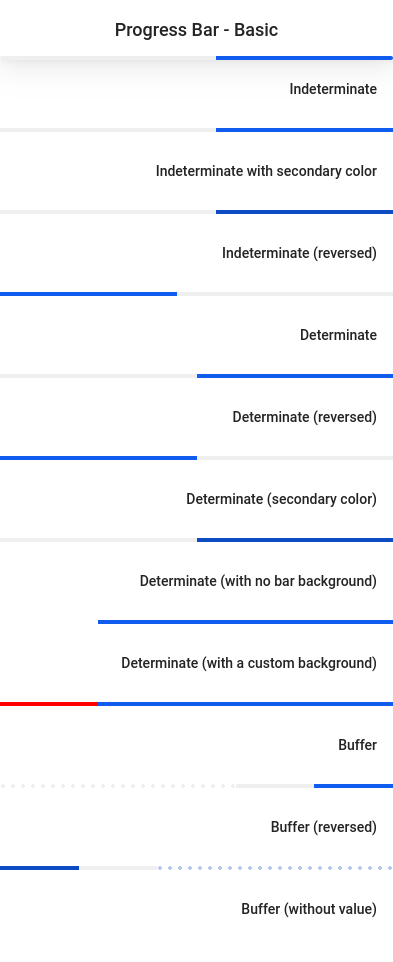 Progress Bar - Basic
Indeterminate
Indeterminate with secondary color
Indeterminate (reversed)
Determinate
Determinate (reversed)
Determinate (secondary color)
Determinate (with no bar background)
Determinate (with a custom background)
Buffer
Buffer (reversed)
Buffer (without value)